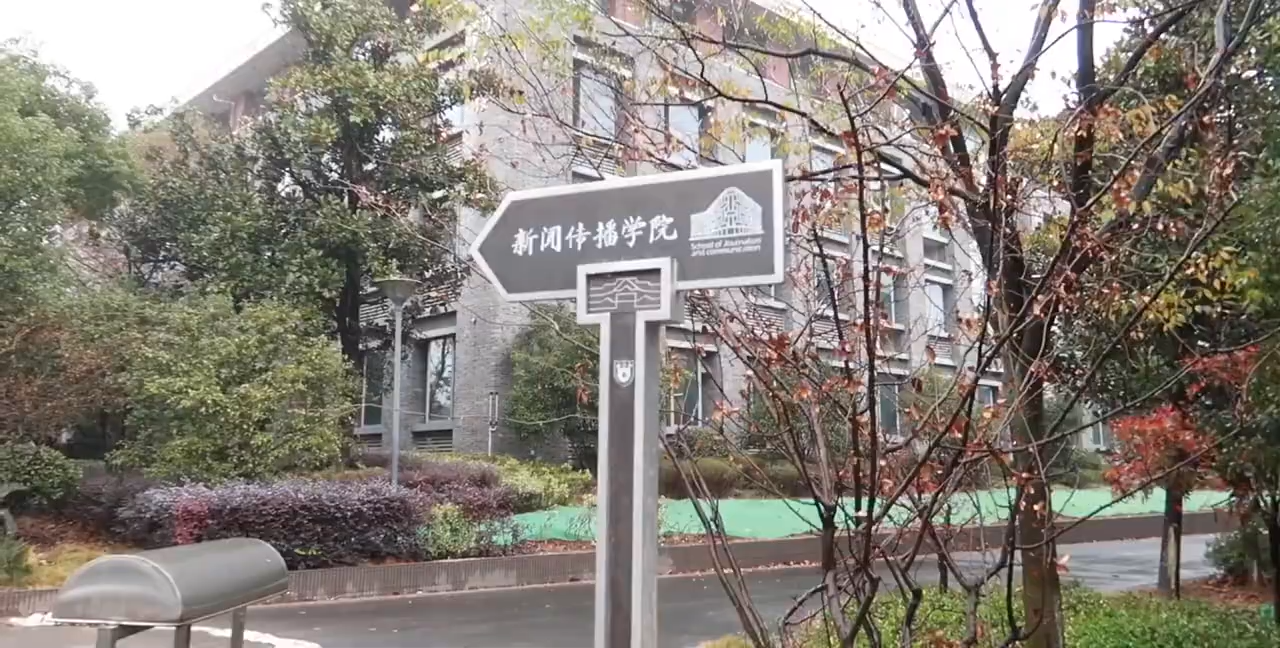 新闻传播学院
School of Journalism
and communication